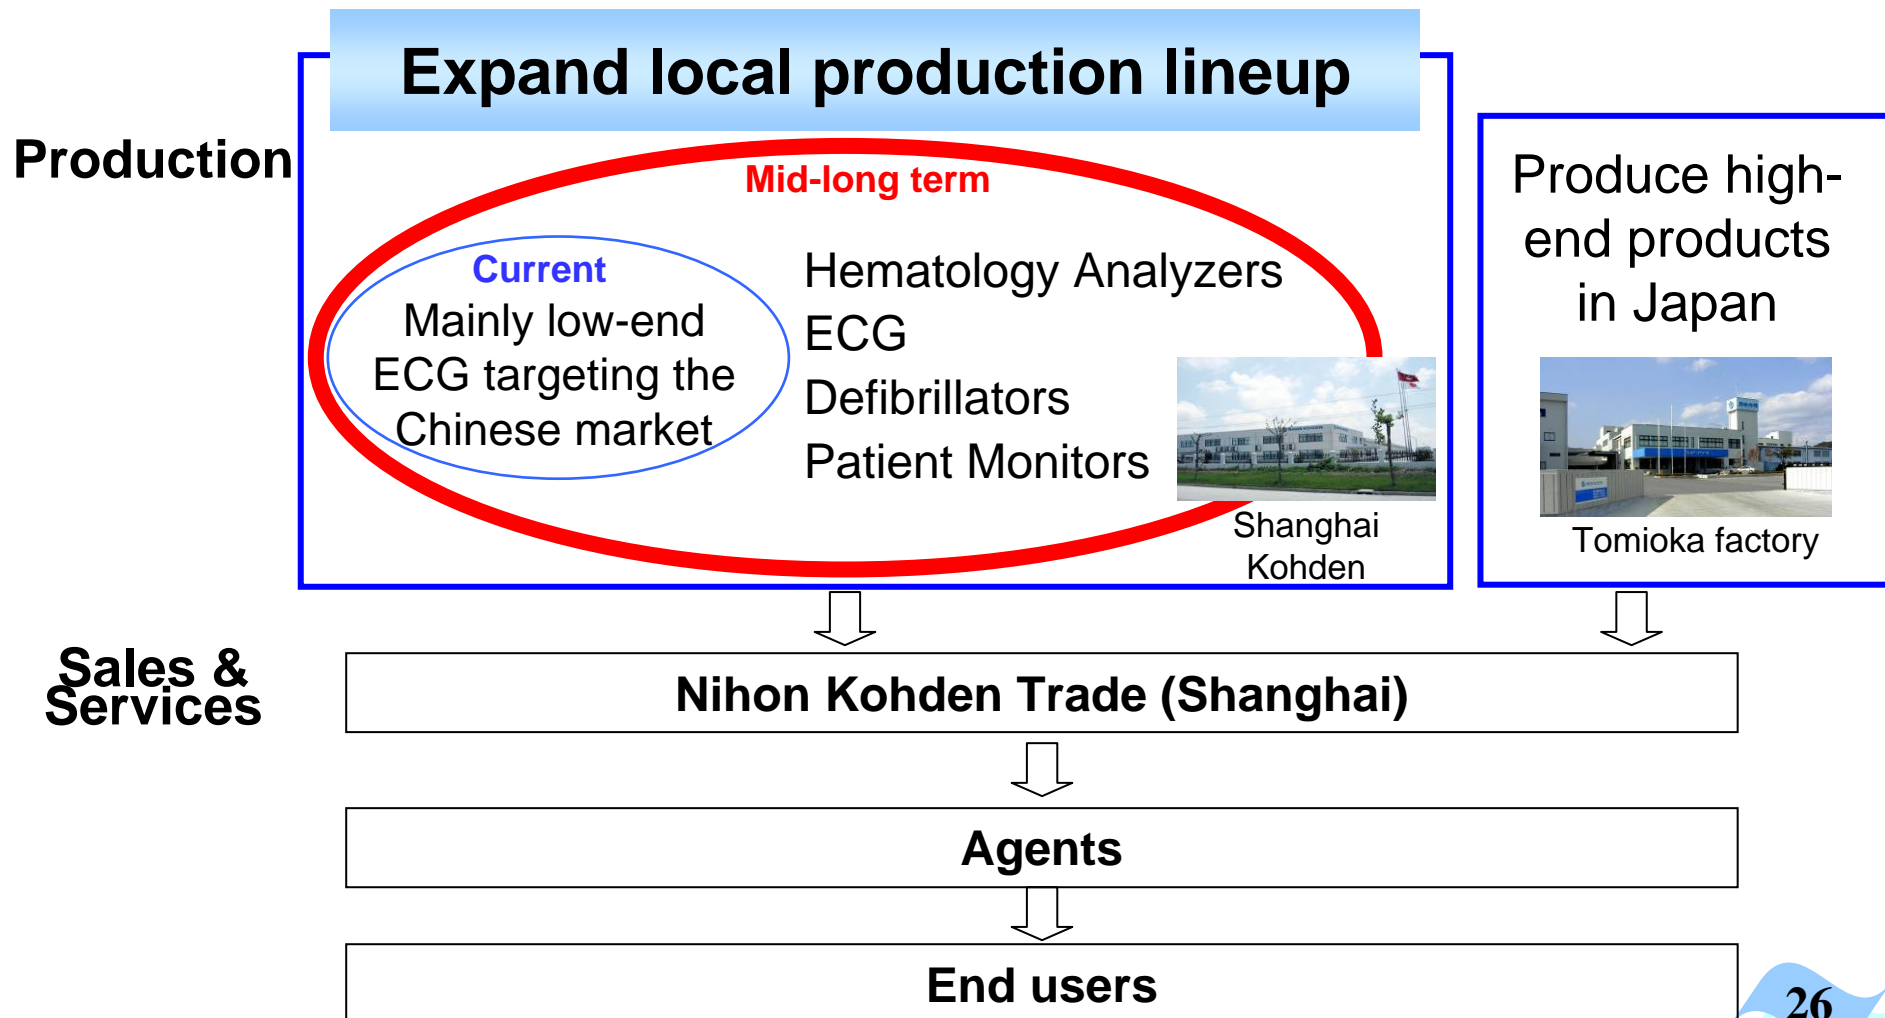 Expand local production lineup
Production
Mid-long term
Current
Mainly low-end
ECG targeting the
Chinese market
Hematology Analyzers
ECG
Defibrillators
Patient Monitors
Shanghai
Kohden
Produce high-
end products
in Japan
Tomioka factory
Sales &
Services
Nihon Kohden Trade (Shanghai)
Agents
End users
26